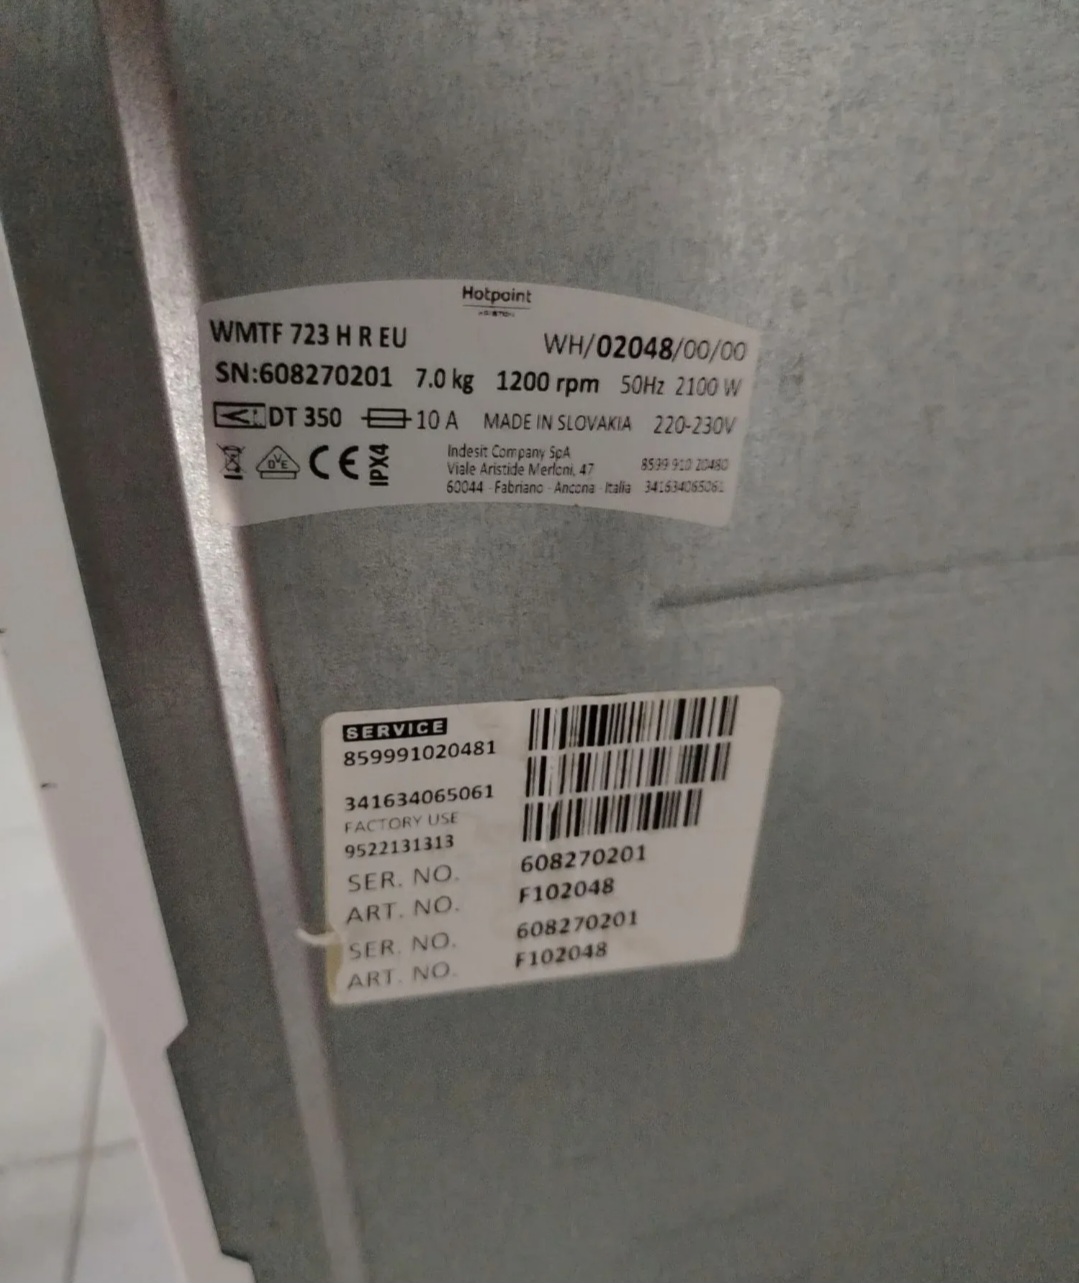 Hotpoint
ARISTON
WMTF 723 H R EU WH/02048/00/00
SN:608270201 7.0 kg 1200 rpm 50Hz 2100 W
DT 350 10 A MADE IN SLOVAKIA 220-230V
DVE CE IPX4
Indesit Company SpA
Viale Aristide Merloni, 47 8599 910 20480
60044 - Fabriano - Ancona - Italia 341634065061
SERVICE
859991020481
341634065061
FACTORY USE
9522131313
SER. NO. 608270201
ART. NO. F102048
SER. NO. 608270201
ART. NO. F102048